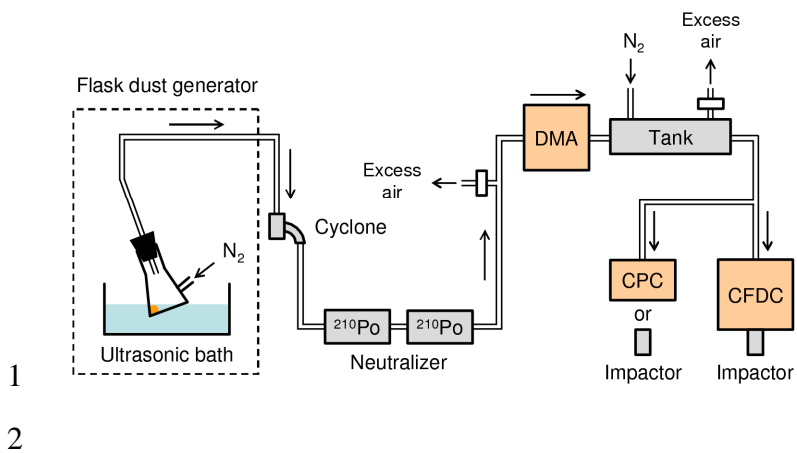 Flask dust generator
N2
Ultrasonic bath
Cyclone
210Po
210Po
Neutralizer
Excess
air
DMA
N2
Tank
Excess
air
CPC
or
Impactor
CFDC
Impactor
1
2